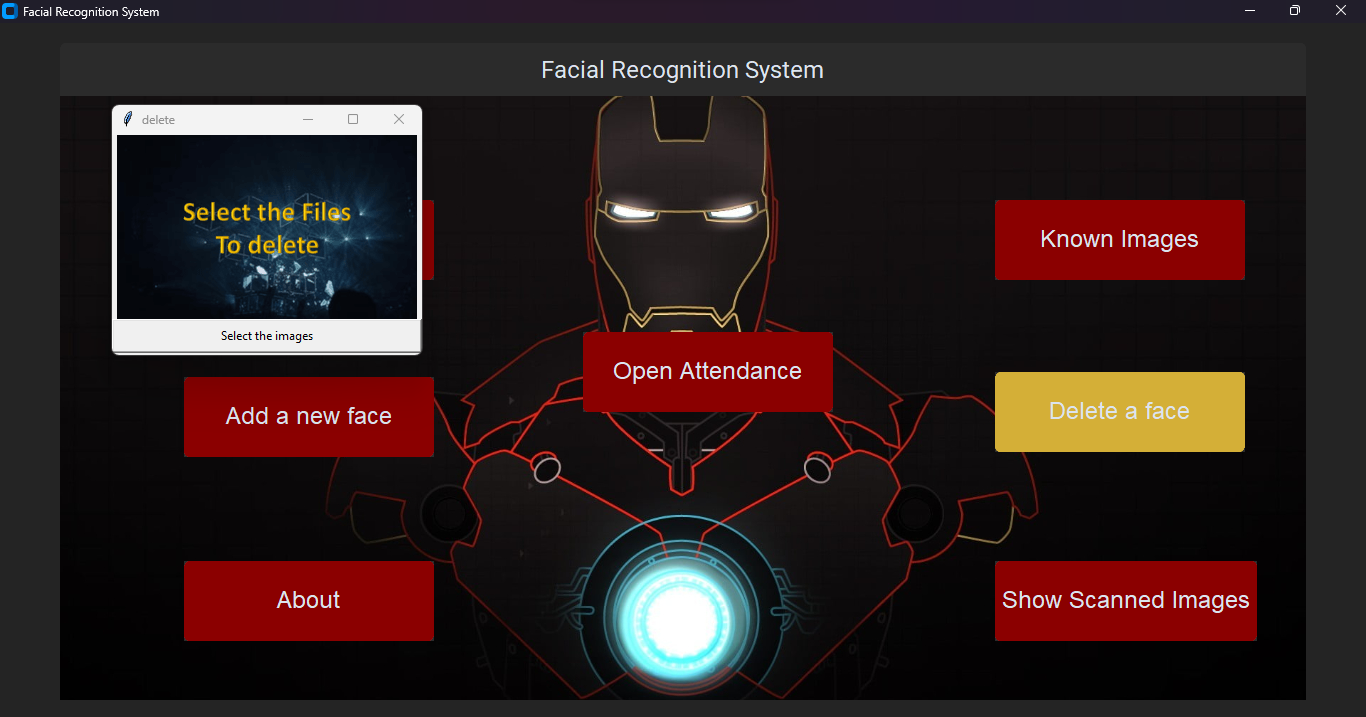 Facial Recognition System
Facial Recognition System
delete
Select the Files
To delete
Select the images
Known Images
Open Attendance
Add a new face
Delete a face
About
Show Scanned Images